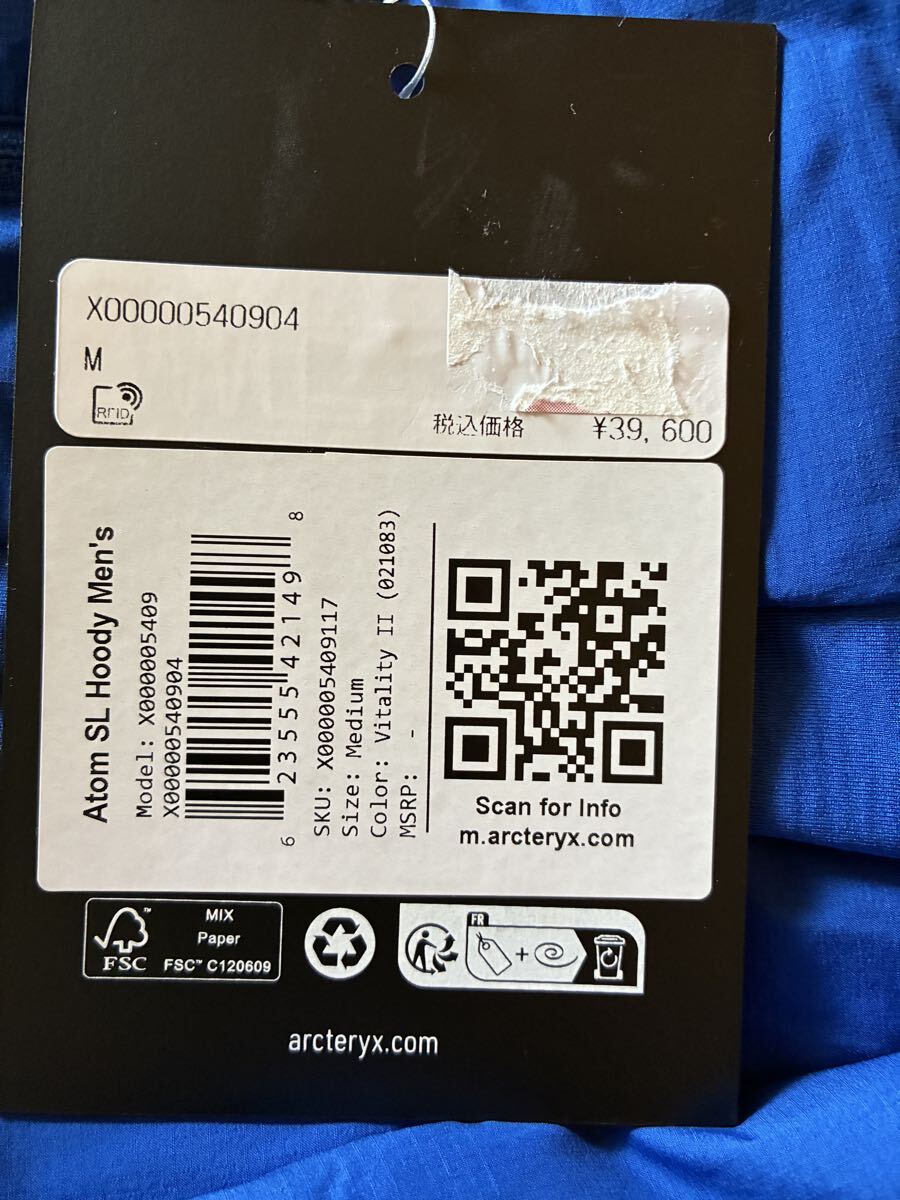 X00000540904
M
RFID
税込価格 ¥39, 600
Atom SL Hoody Men's
Model: X000005409
X00000540904
6 23555 42149 8
SKU: X000005409117
Size: Medium
Color: Vitality II (021083)
MSRP: -
Scan for Info
m.arcteryx.com
FSC™
MIX
Paper
FSC™ C120609
FR
arcteryx.com